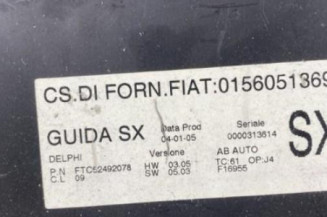 CS.DI FORN.FIAT:0156051369
GUIDA SX Data Prod Seriale SX
04-01-05 0000313614
DELPHI Versione AB AUTO
P.N FTC62492078 HW 03.05 TC:61 OP:J4
C.L 09 SW 05.03 F16955